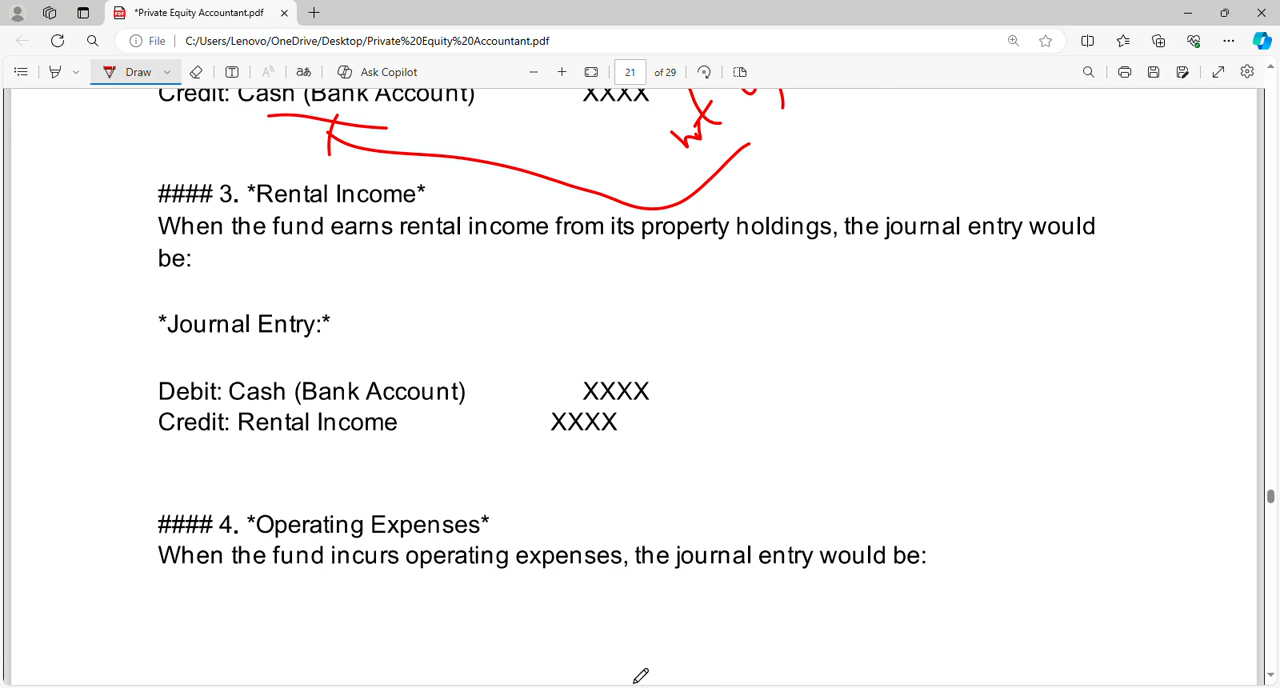 *Private Equity Accountant.pdf
File C:/Users/Lenovo/OneDrive/Desktop/Private%20Equity%20Accountant.pdf
Draw T A aあ Ask Copilot 21 of 29
Credit: Cash (Bank Account) XXXX
#### 3. *Rental Income*
When the fund earns rental income from its property holdings, the journal entry would
be:
*Journal Entry:*
Debit: Cash (Bank Account) XXXX
Credit: Rental Income XXXX
#### 4. *Operating Expenses*
When the fund incurs operating expenses, the journal entry would be: